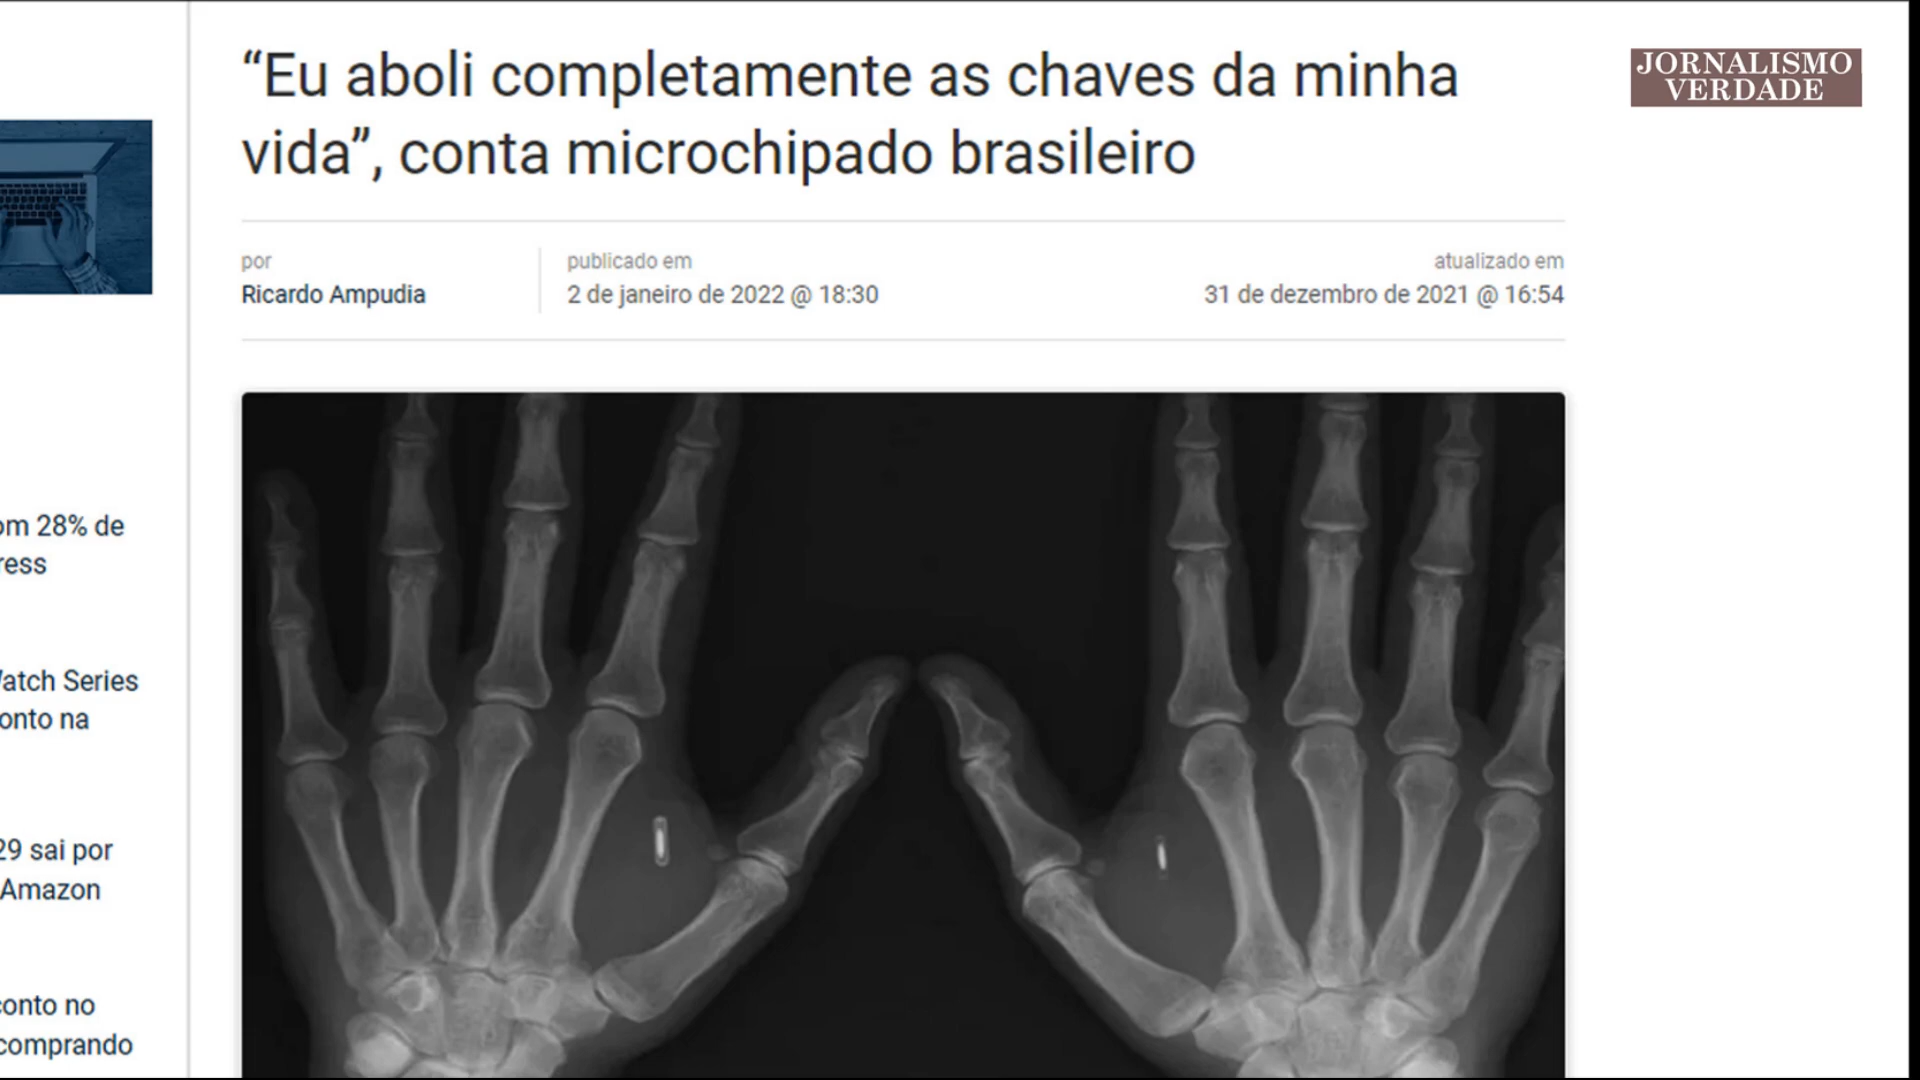 “Eu aboli completamente as chaves da minha
vida”, conta microchipado brasileiro
JORNALISMO
VERDADE
por
Ricardo Ampudia
publicado em
2 de janeiro de 2022 @ 18:30
atualizado em
31 de dezembro de 2021 @ 16:54
om 28% de
ress
Watch Series
onto na
29 sai por
Amazon
conto no
comprando